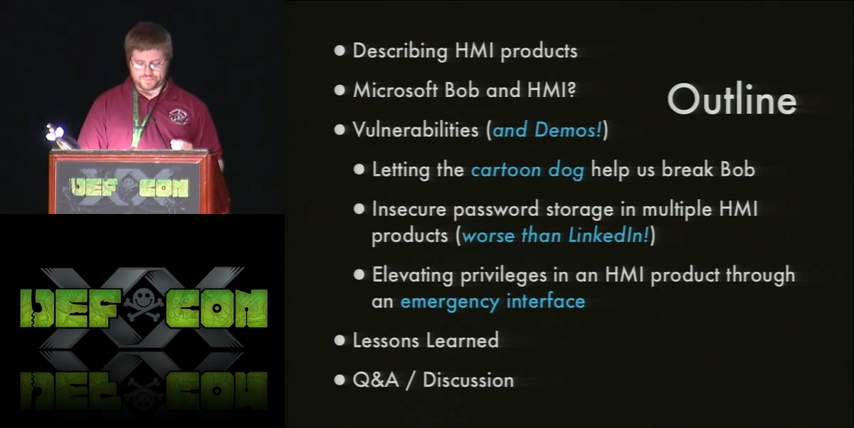 DEF CON
DEF CON
DEF CON
Outline
• Describing HMI products
• Microsoft Bob and HMI?
• Vulnerabilities (and Demos!)
• Letting the cartoon dog help us break Bob
• Insecure password storage in multiple HMI
products (worse than LinkedIn!)
• Elevating privileges in an HMI product through
an emergency interface
• Lessons Learned
• Q&A / Discussion